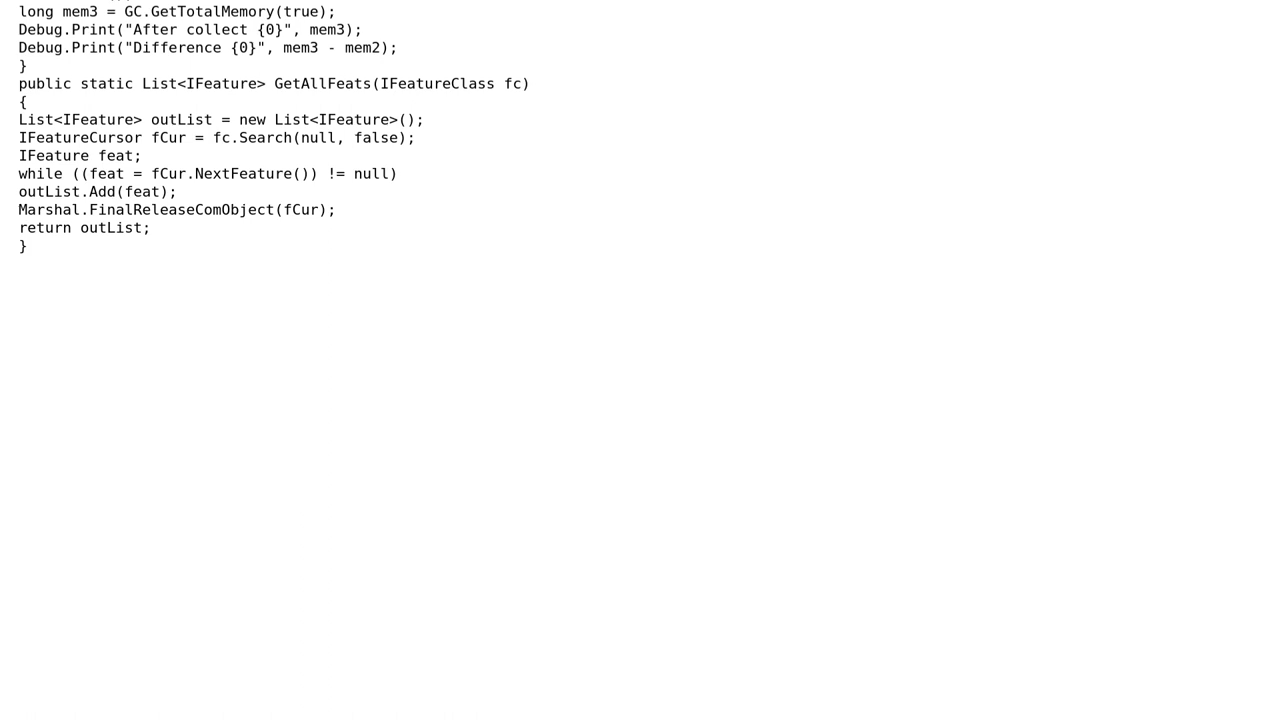 long mem3 = GC.GetTotalMemory(true);
Debug.Print("After collect {0}", mem3);
Debug.Print("Difference {0}", mem3 - mem2);
}
public static List<IFeature> GetAllFeats(IFeatureClass fc)
{
List<IFeature> outList = new List<IFeature>();
IFeatureCursor fCur = fc.Search(null, false);
IFeature feat;
while ((feat = fCur.NextFeature()) != null)
outList.Add(feat);
Marshal.FinalReleaseComObject(fCur);
return outList;
}